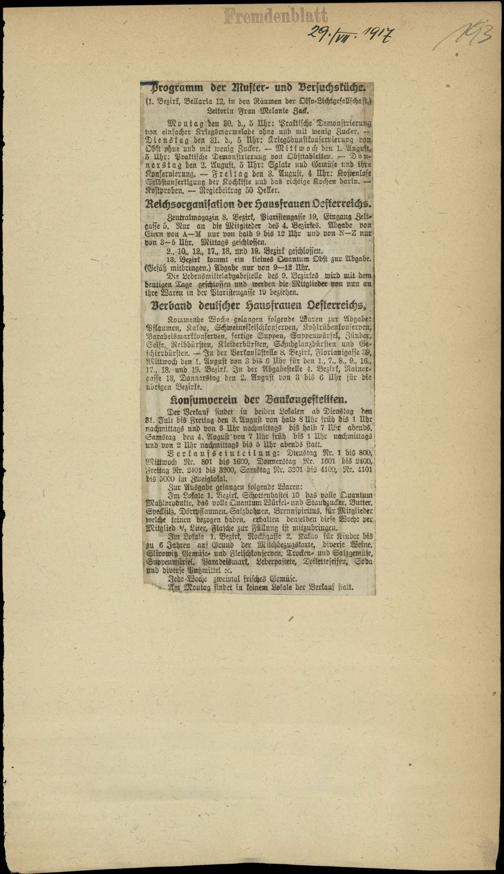 Fremdenblatt
29./VII. 1917
193
Programm der Muster- und Versuchsküche.
(1. Bezirk, Bellaria 12, in den Räumen der Olso-Lichtgesellschaft.)
Leiterin Frau Melanie Zack.
Montag den 30. d., 5 Uhr: Praktische Demonstrierung
von einfacher Kriegsmarmelade ohne und mit wenig Zucker. —
Dienstag den 31. d., 5 Uhr: Kriegsdunstkonservierung von
Obst ohne und mit wenig Zucker. — Mittwoch den 1. August,
5 Uhr: Praktische Demonstrierung von Obsttabletten. — Don-
nerstag den 2. August, 5 Uhr: Salate und Gemüse und ihre
Konservierung. — Freitag den 3. August, 4 Uhr: Kostenlose
Selbstanfertigung der Kochkiste und das richtige Kochen darin. —
Kostproben. — Regiebeitrag 50 Heller.
Reichsorganisation der Hausfrauen Oesterreichs.
Zentralmagazin 8. Bezirk, Piaristengasse 19, Eingang Zelt-
gasse 5. Nur an die Mitglieder des 4. Bezirkes. Abgabe von
von A—M nur von halb 9 bis 12 Uhr und von N—Z nur
von 3—5 Uhr. Mittags geschlossen.
2., 10., 12., 17., 18. und 19. Bezirk geschlossen.
13. Bezirk kommt ein kleines Quantum Obst zur Abgabe.
(Gefäß mitbringen.) Abgabe nur von 9—12 Uhr.
Die Lebensmittelabgabestelle des 9. Bezirkes wird mit dem
heutigen Tage geschlossen und werden die Mitglieder von nun an
ihre Waren in der Piaristengasse 19 beziehen.
Verband deutscher Hausfrauen Oesterreichs.
Kommende Woche gelangen folgende Waren zur Abgabe:
Pflaumen, Kakao, Schweinefleischkonserven, Kohlrübenkonserven,
Paradeismarkkonserven, fertige Suppen, Suppenwürfel, Zünder,
Seife, Reibbürsten, Kleiderbürsten, Schuhglanzbürsten und Ge-
schirrbürsten. — In der Verkaufsstelle 8. Bezirk, Florianigasse 39,
Mittwoch den 1. August von 3 bis 6 Uhr für den 1., 7., 8., 9., 16.,
17., 18. und 19. Bezirk. In der Abgabestelle 5. Bezirk, Rainer-
gasse 13, Donnerstag den 2. August von 3 bis 6 Uhr für die
übrigen Bezirke.
Konsumverein der Bankangestellten.
Der Verkauf findet in beiden Lokalen ab Dienstag den
31. Juli bis Freitag den 3. August von halb 8 Uhr früh bis 1 Uhr
nachmittags und von 3 Uhr nachmittags bis halb 7 Uhr abends.
Samstag den 4. August von 7 Uhr früh bis 1 Uhr nachmittags
und von 2 Uhr nachmittags bis 5 Uhr abends statt.
Verkaufseinteilung: Dienstag Nr. 1 bis 800,
Mittwoch Nr. 801 bis 1600, Donnerstag Nr. 1601 bis 2400,
Freitag Nr. 2401 bis 3200, Samstag Nr. 3201 bis 4100, Nr. 4101
bis 5000 im Zweiglokal.
Zur Ausgabe gelangen folgende Waren:
Im Lokale 1. Bezirk, Schottenbastei 10 das volle Quantum
Mahlprodukte, das volle Quantum Würfel- und Staubzucker, Butter,
Speckfilz, Dörrpflaumen, Salzbohnen, Brennspiritus, für Mitglieder
welche keinen bezogen haben, erhalten denselben diese Woche per
Mitglied ½ Liter, Flasche zur Füllung ist mitzubringen.
Im Lokale 1. Bezirk, Rockhgasse 2, Kakao für Kinder bis
zu 6 Jahren auf Grund der Milchbezugskarte, diverse Weine,
Slivowitz, Gemüse- und Fleischkonserven, Trocken- und Salzgemüse,
Suppenwürfel, Paradeismark, Leberpastete, Toiletteseifen, Soda
und diverse Putzmittel ꝛc.
Jede Woche zweimal frisches Gemüse.
Am Montag findet in keinem Lokale der Verkauf statt.